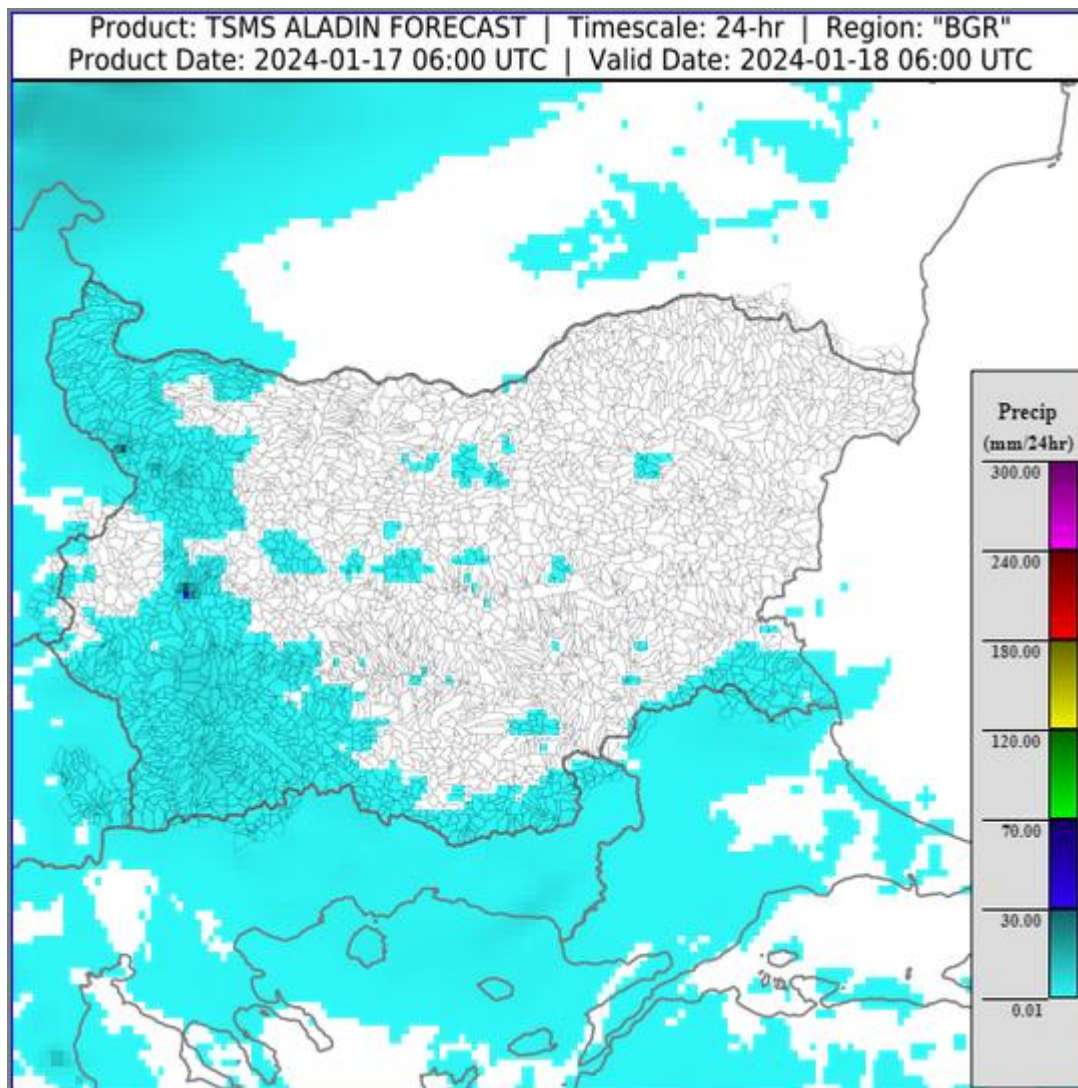 Product: TSMS ALADIN FORECAST | Timescale: 24-hr | Region: "BGR"
Product Date: 2024-01-17 06:00 UTC | Valid Date: 2024-01-18 06:00 UTC
Precip
(mm/24hr)
300.00
240.00
180.00
120.00
70.00
30.00
0.01